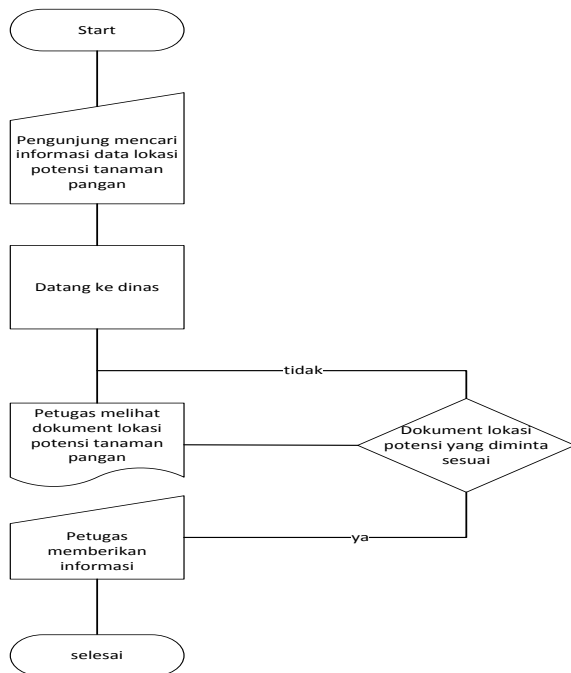 Start
Pengunjung mencari
informasi data lokasi
potensi tanaman
pangan
Datang ke dinas
tidak
Petugas melihat
dokument lokasi
potensi tanaman
pangan
Dokument lokasi
potensi yang diminta
sesuai
ya
Petugas
memberikan
informasi
selesai